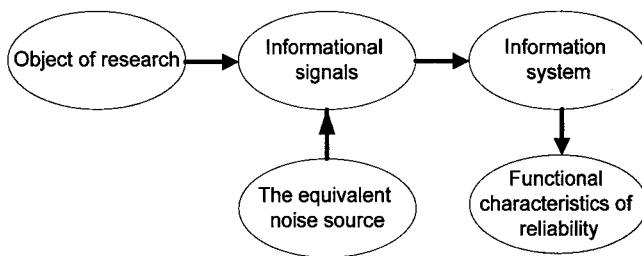 Object of research
Informational
signals
Information
system
The equivalent
noise source
Functional
characteristics of
reliability